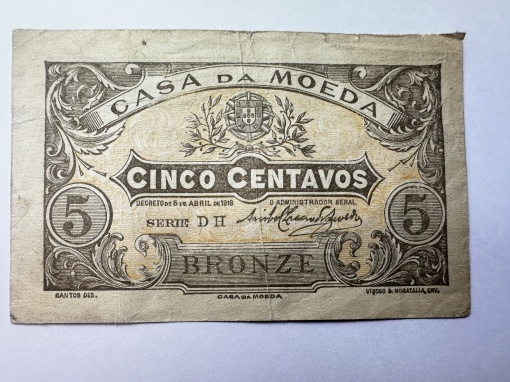 CASA DA MOEDA
CINCO CENTAVOS
DECRETO DE 5 DE ABRIL DE 1918 O ADMINISTRADOR GERAL
5 SERIE DH 5
BRONZE
SANTOS DES. CASA DA MOEDA VIÇOSO D. MORATALLA, GRV.